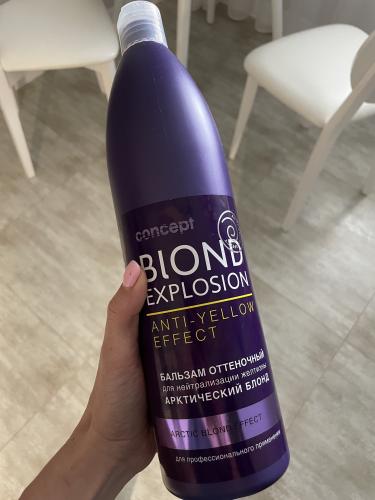 concept
BLOND
EXPLOSION
ANTI-YELLOW
EFFECT
БАЛЬЗАМ ОТТЕНОЧНЫЙ
для нейтрализации желтизны
АРКТИЧЕСКИЙ БЛОНД
ARCTIC BLOND EFFECT
для профессионального применения